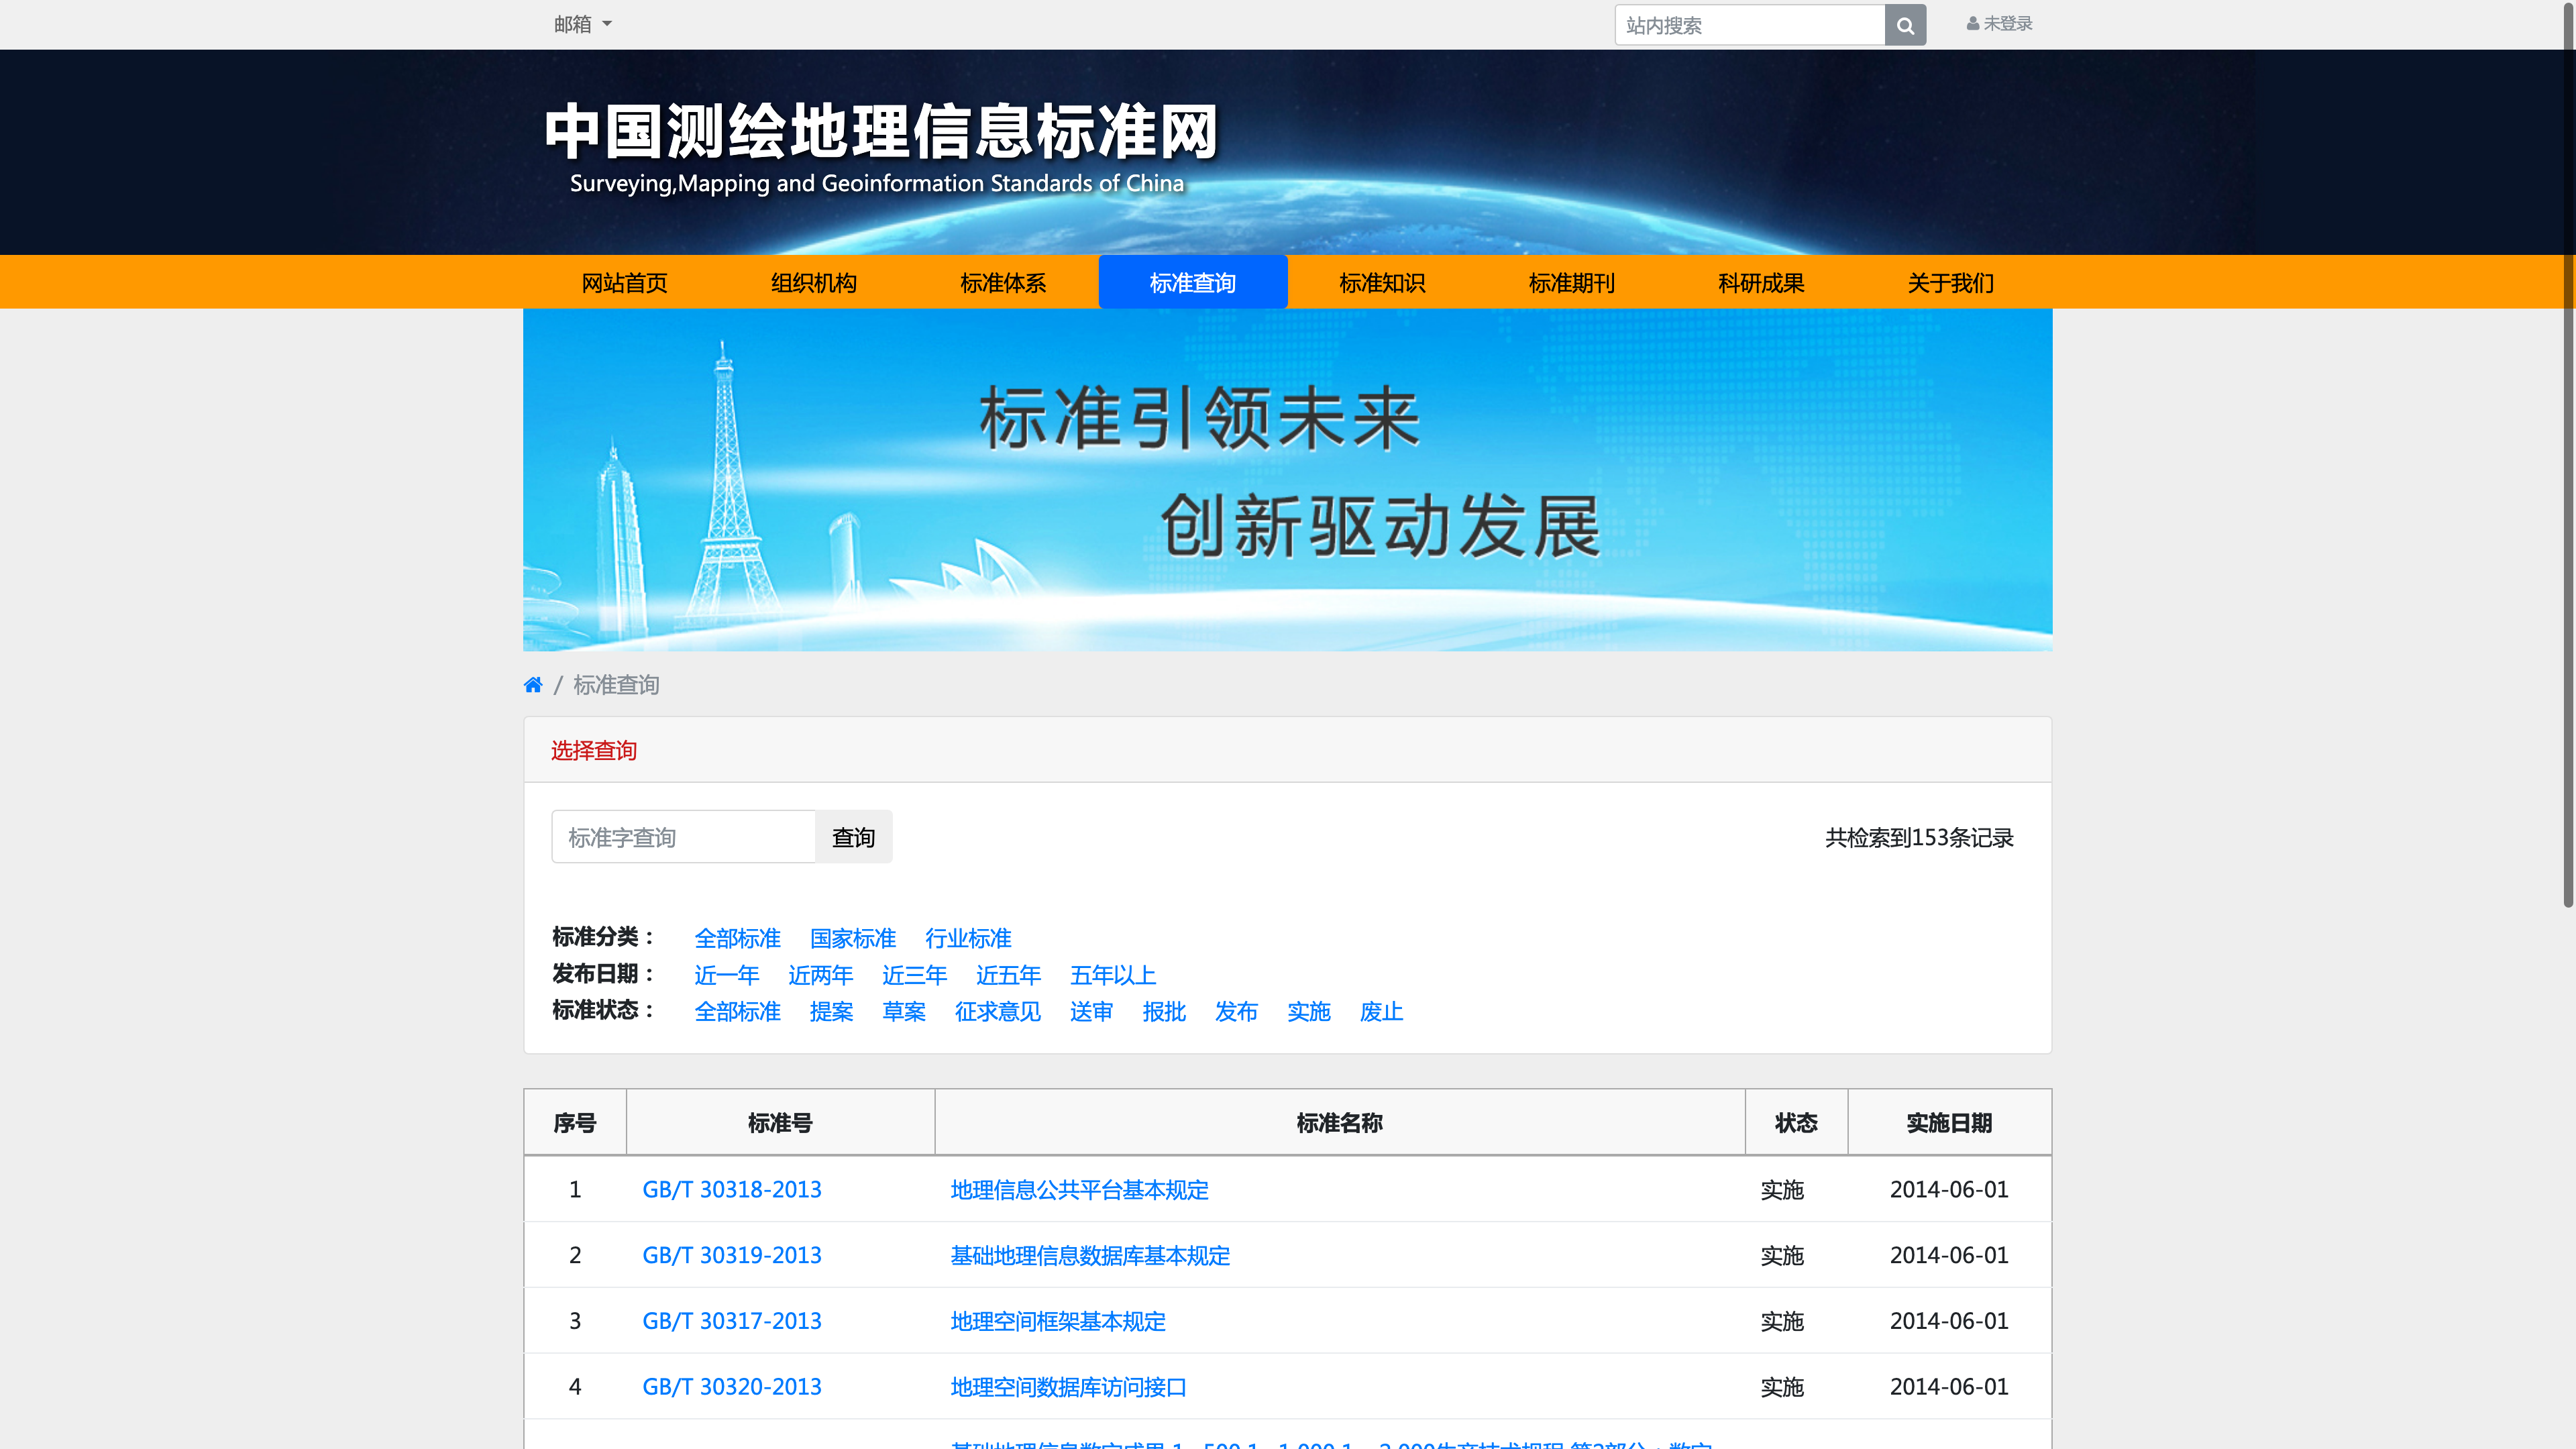 邮箱
站内搜索
未登录
中国测绘地理信息标准网
Surveying,Mapping and Geoinformation Standards of China
网站首页 组织机构 标准体系 标准查询 标准知识 标准期刊 科研成果 关于我们
标准引领未来
创新驱动发展
/ 标准查询
选择查询
标准字查询 查询 共检索到153条记录
标准分类： 全部标准 国家标准 行业标准
发布日期： 近一年 近两年 近三年 近五年 五年以上
标准状态： 全部标准 提案 草案 征求意见 送审 报批 发布 实施 废止
序号 标准号 标准名称 状态 实施日期
1 GB/T 30318-2013 地理信息公共平台基本规定 实施 2014-06-01
2 GB/T 30319-2013 基础地理信息数据库基本规定 实施 2014-06-01
3 GB/T 30317-2013 地理空间框架基本规定 实施 2014-06-01
4 GB/T 30320-2013 地理空间数据库访问接口 实施 2014-06-01